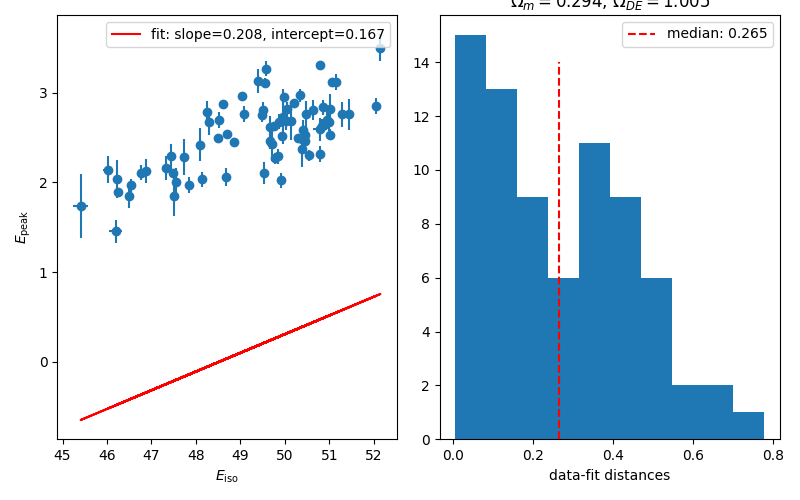 Ω_m = 0.294, Ω_DE = 1.005
fit: slope=0.208, intercept=0.167
median: 0.265
3
2
1
0
E_peak
45 46 47 48 49 50 51 52
E_iso
14
12
10
8
6
4
2
0
0.0 0.2 0.4 0.6 0.8
data-fit distances